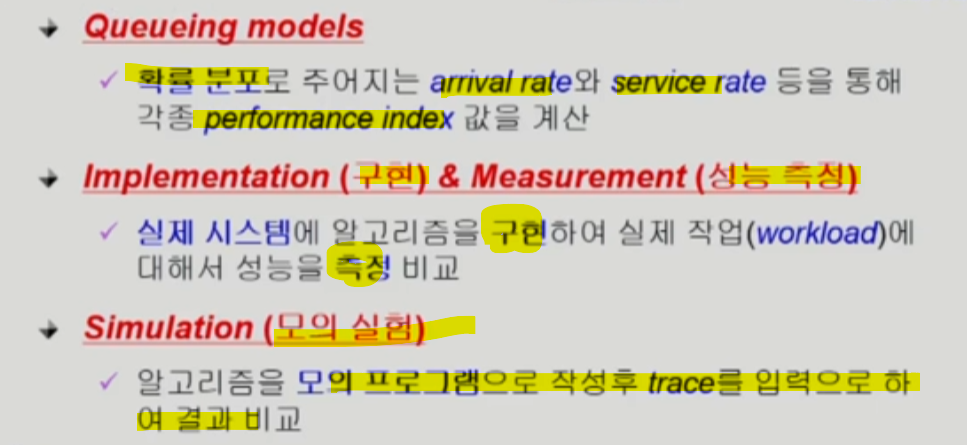 Queueing models
✓ 확률 분포로 주어지는 arrival rate와 service rate 등을 통해
각종 performance index 값을 계산
Implementation (구현) & Measurement (성능 측정)
✓ 실제 시스템에 알고리즘을 구현하여 실제 작업(workload)에
대해서 성능을 측정 비교
Simulation (모의 실험)
✓ 알고리즘을 모의 프로그램으로 작성후 trace를 입력으로 하
여 결과 비교